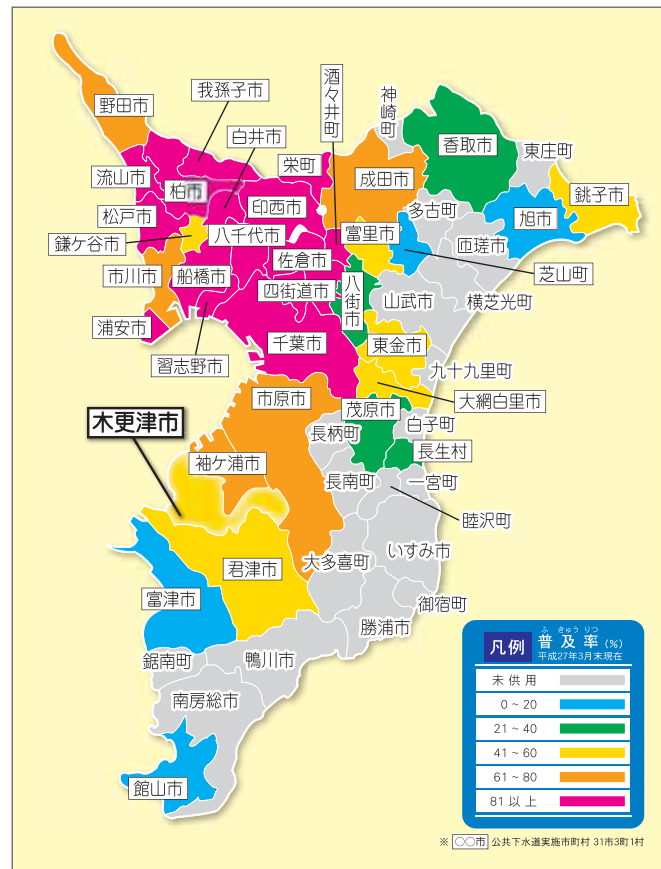 野田市
我孫子市
白井市
酒々井町
神崎町
香取市
東庄町
銚子市
流山市
柏市
栄町
成田市
印西市
松戸市
多古町
旭市
鎌ケ谷市
八千代市
富里市
匝瑳市
佐倉市
芝山町
市川市
船橋市
四街道市
八街市
山武市
横芝光町
浦安市
千葉市
東金市
習志野市
九十九里町
市原市
大網白里市
木更津市
茂原市
白子町
長柄町
長生村
袖ケ浦市
長南町
一宮町
睦沢町
いすみ市
君津市
大多喜町
富津市
御宿町
勝浦市
鋸南町
鴨川市
南房総市
館山市
凡例
ふ きゅう りつ
普及率(%)
平成27年3月末現在
未供用
0~20
21~40
41~60
61~80
81以上
※ ○○市 公共下水道実施市町村 31市3町1村